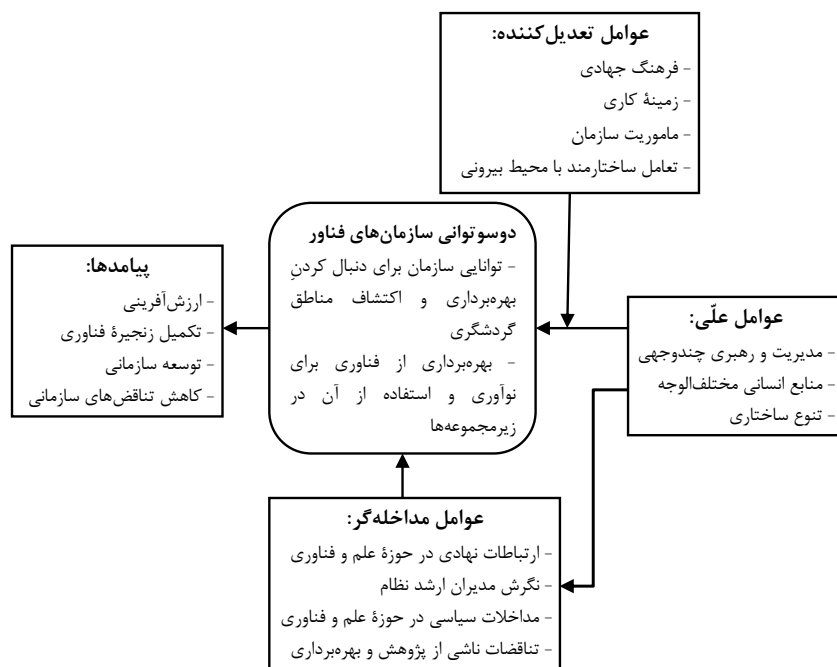 عوامل تعدیل‌کننده:
- فرهنگ جهادی
- زمینهٔ کاری
- ماموریت سازمان
- تعامل ساختارمند با محیط بیرونی
عوامل علّی:
- مدیریت و رهبری چندوجهی
- منابع انسانی مختلف‌الوجه
- تنوع ساختاری
دوسوتوانی سازمان‌های فناور
- توانایی سازمان برای دنبال کردنِ
بهره‌برداری و اکتشاف مناطق
گردشگری
- بهره‌برداری از فناوری برای
نوآوری و استفاده از آن در
زیرمجموعه‌ها
پیامدها:
- ارزش‌آفرینی
- تکمیل زنجیرهٔ فناوری
- توسعه سازمانی
- کاهش تناقض‌های سازمانی
عوامل مداخله‌گر:
- ارتباطات نهادی در حوزهٔ علم و فناوری
- نگرش مدیران ارشد نظام
- مداخلات سیاسی در حوزهٔ علم و فناوری
- تناقضات ناشی از پژوهش و بهره‌برداری